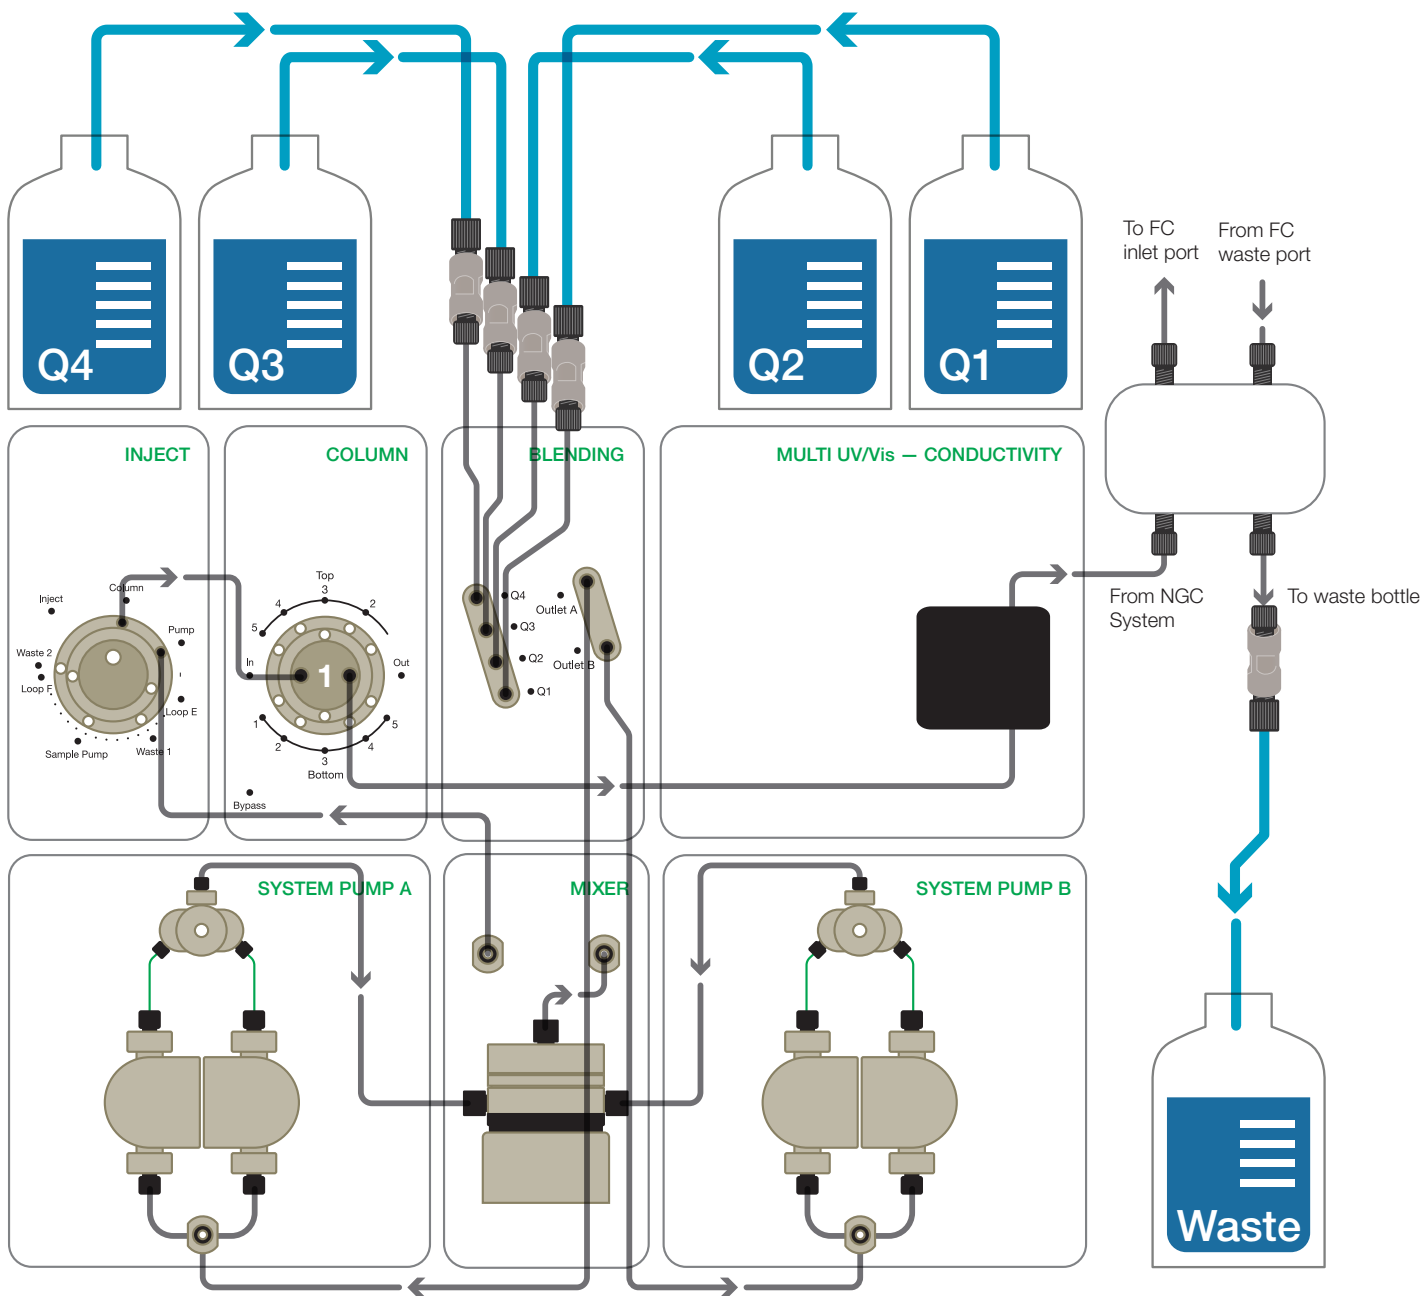 To FC
inlet port
From FC
waste port
Q4
Q3
Q2
Q1
INJECT
COLUMN
BLENDING
MULTI UV/Vis — CONDUCTIVITY
Inject
Column
Pump
Waste 2
Loop F
Loop E
Sample Pump
Waste 1
Top
3
4
2
5
In
1
Out
1
5
2
4
3
Bottom
Bypass
Q4
Q3
Q2
Q1
Outlet A
Outlet B
From NGC
System
To waste bottle
SYSTEM PUMP A
MIXER
SYSTEM PUMP B
Waste